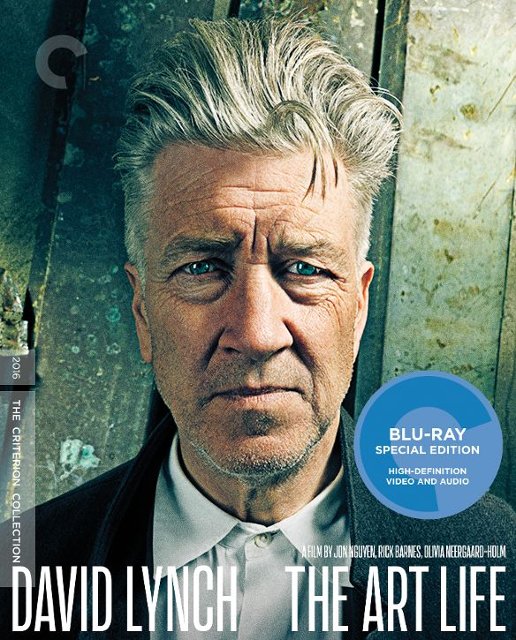 2016
THE CRITERION COLLECTION
BLU-RAY
SPECIAL EDITION
HIGH-DEFINITION
VIDEO AND AUDIO
A FILM BY JON NGUYEN, RICK BARNES, OLIVIA NEERGAARD-HOLM
DAVID LYNCH THE ART LIFE